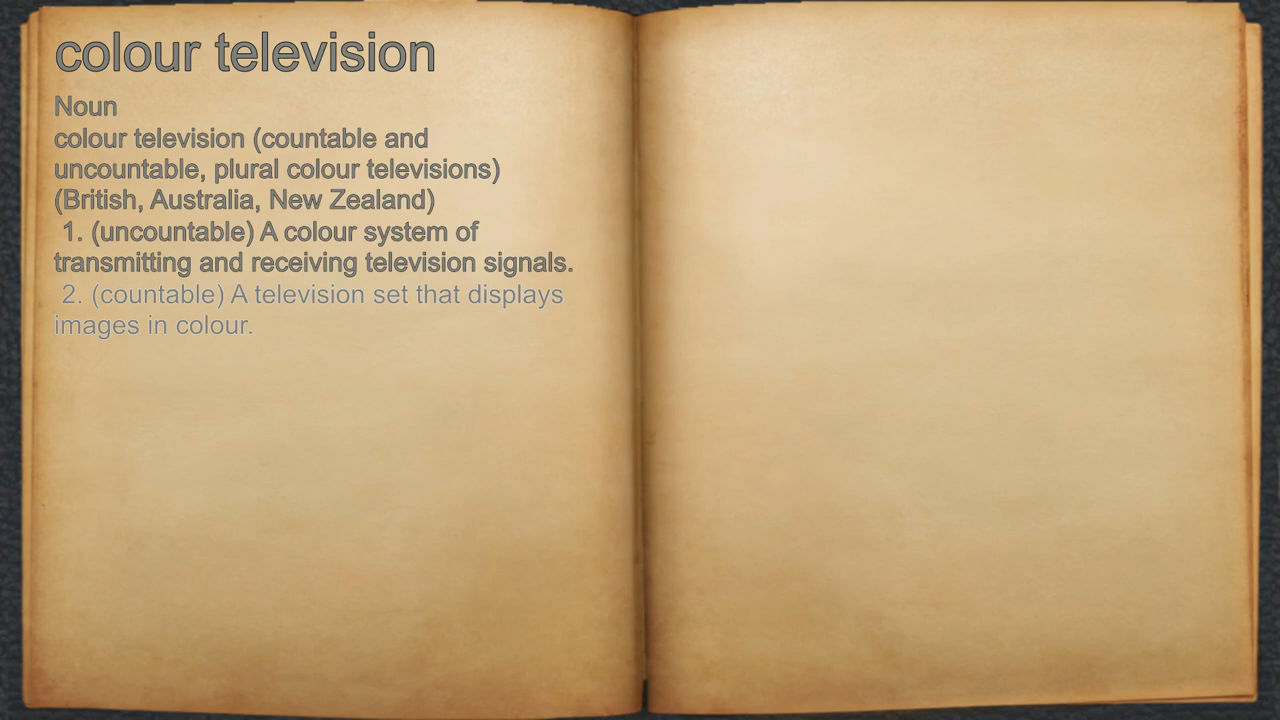 colour television
Noun
colour television (countable and
uncountable, plural colour televisions)
(British, Australia, New Zealand)
1. (uncountable) A colour system of
transmitting and receiving television signals.
2. (countable) A television set that displays
images in colour.